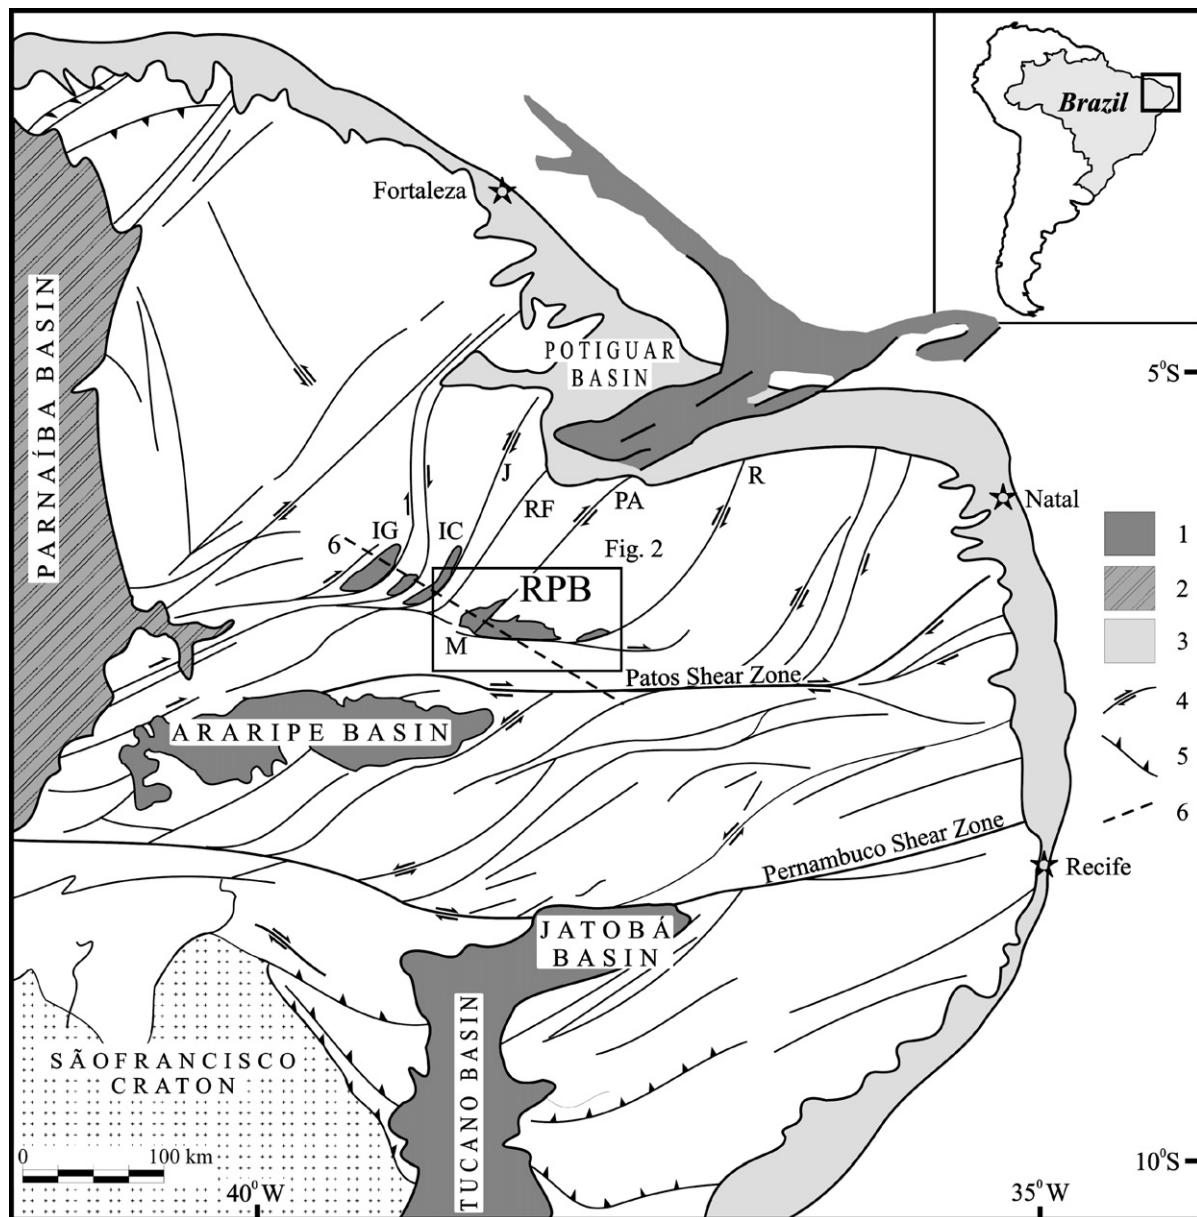 Brazil
Fortaleza
POTIGUAR
BASIN
5°S
PARNAÍBA BASIN
J
RF
PA
R
Natal
IG
IC
6
Fig. 2
RPB
M
1
2
3
4
5
6
Patos Shear Zone
ARARIPE BASIN
Pernambuco Shear Zone
Recife
JATOBÁ
BASIN
TUCANO BASIN
SÃOFRANCISCO
CRATON
0 100 km
10°S
40°W
35°W